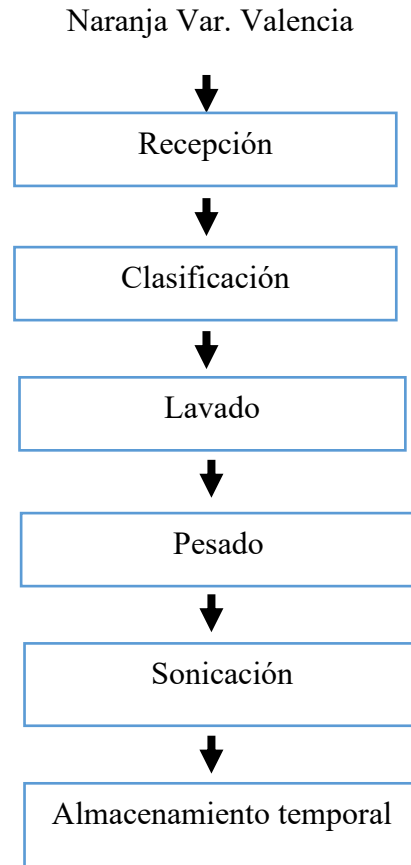 Naranja Var. Valencia
Recepción
Clasificación
Lavado
Pesado
Sonicación
Almacenamiento temporal